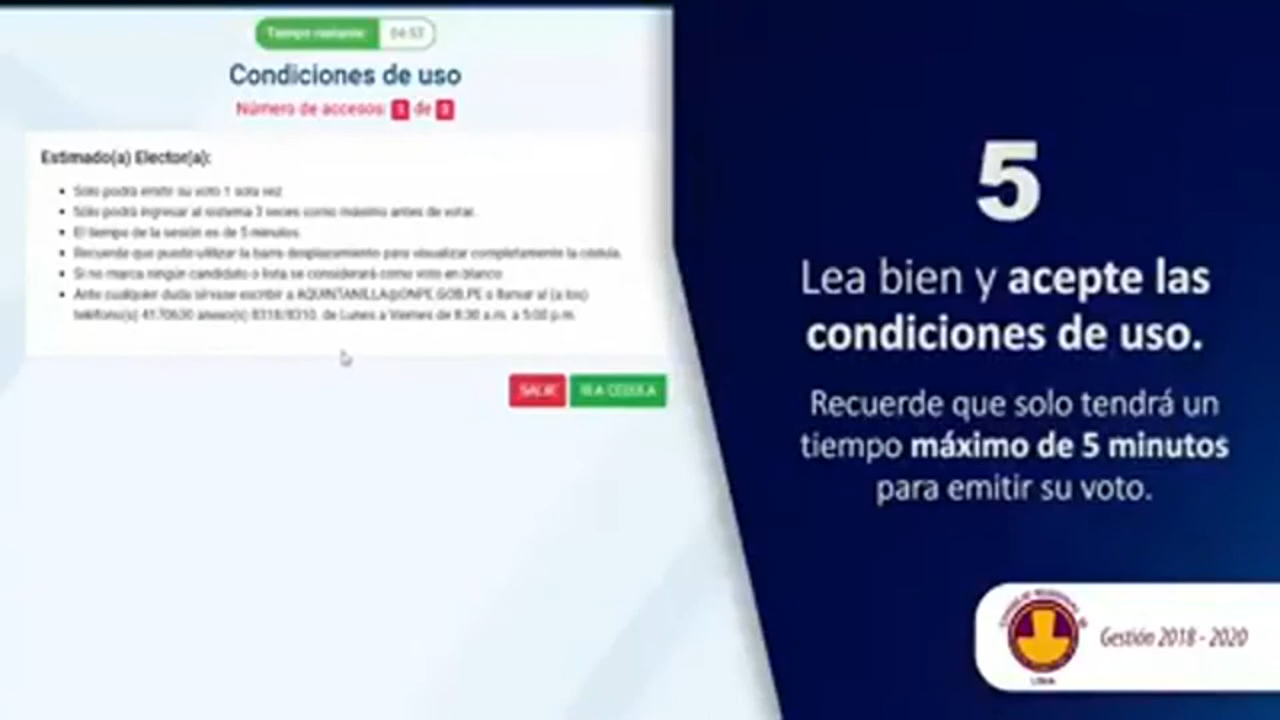 Tiempo restante: 04:57
Condiciones de uso
Número de accesos: 1 de 3
Estimado(a) Elector(a):
Sólo podrá emitir su voto 1 sola vez
Sólo podrá ingresar al sistema 3 veces como máximo antes de votar.
El tiempo de la sesión es de 5 minutos.
Recuerde que puede utilizar la barra desplazamiento para visualizar completamente la cédula.
Si no marca ningún candidato o lista se considerará como voto en blanco
Ante cualquier duda sírvase escribir a AQUINTANILLA@ONPE.GOB.PE o llamar al (a los)
teléfono(s) 4170630 anexo(s) 8318/8310, de Lunes a Viernes de 8:30 a.m. a 5:00 p.m.
SALIR IR A CÉDULA
5
Lea bien y acepte las
condiciones de uso.
Recuerde que solo tendrá un
tiempo máximo de 5 minutos
para emitir su voto.
CONSEJO REGIONAL
LIMA
Gestión 2018 - 2020